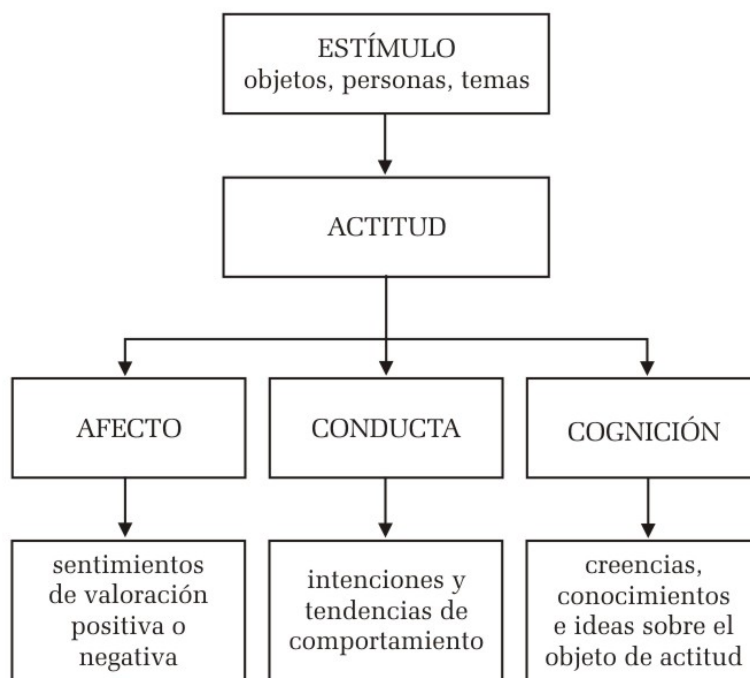 ESTÍMULO
objetos, personas, temas
ACTITUD
AFECTO
CONDUCTA
COGNICIÓN
sentimientos
de valoración
positiva o
negativa
intenciones y
tendencias de
comportamiento
creencias,
conocimientos
e ideas sobre el
objeto de actitud